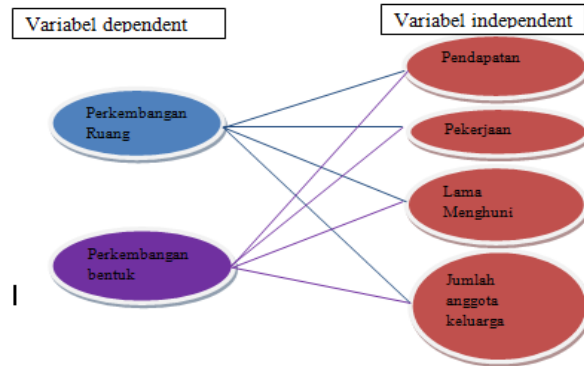 Variabel dependent
Variabel independent
Perkembangan
Ruang
Perkembangan
bentuk
Pendapatan
Pekerjaan
Lama
Menghuni
Jumlah
anggota
keluarga